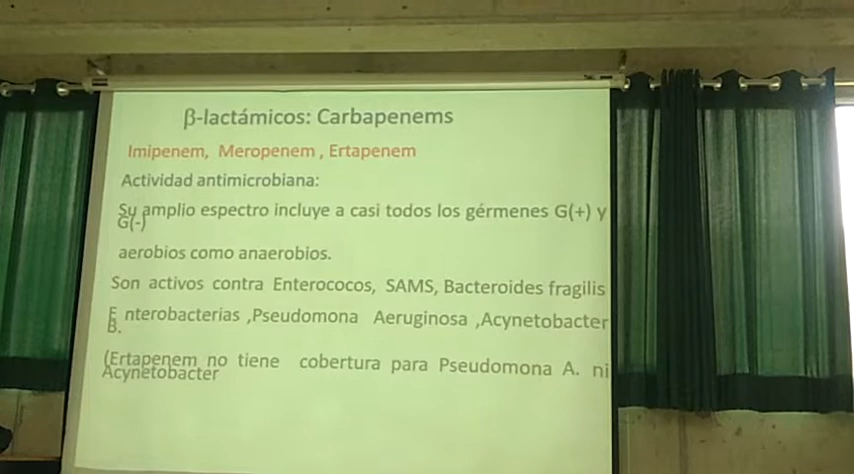 β-lactámicos: Carbapenems
Imipenem, Meropenem , Ertapenem
Actividad antimicrobiana:
Su amplio espectro incluye a casi todos los gérmenes G(+) y
G(-)
aerobios como anaerobios.
Son activos contra Enterococos, SAMS, Bacteroides fragilis
E nterobacterias ,Pseudomona Aeruginosa ,Acynetobacter
B.
(Ertapenem no tiene cobertura para Pseudomona A. ni
Acynetobacter